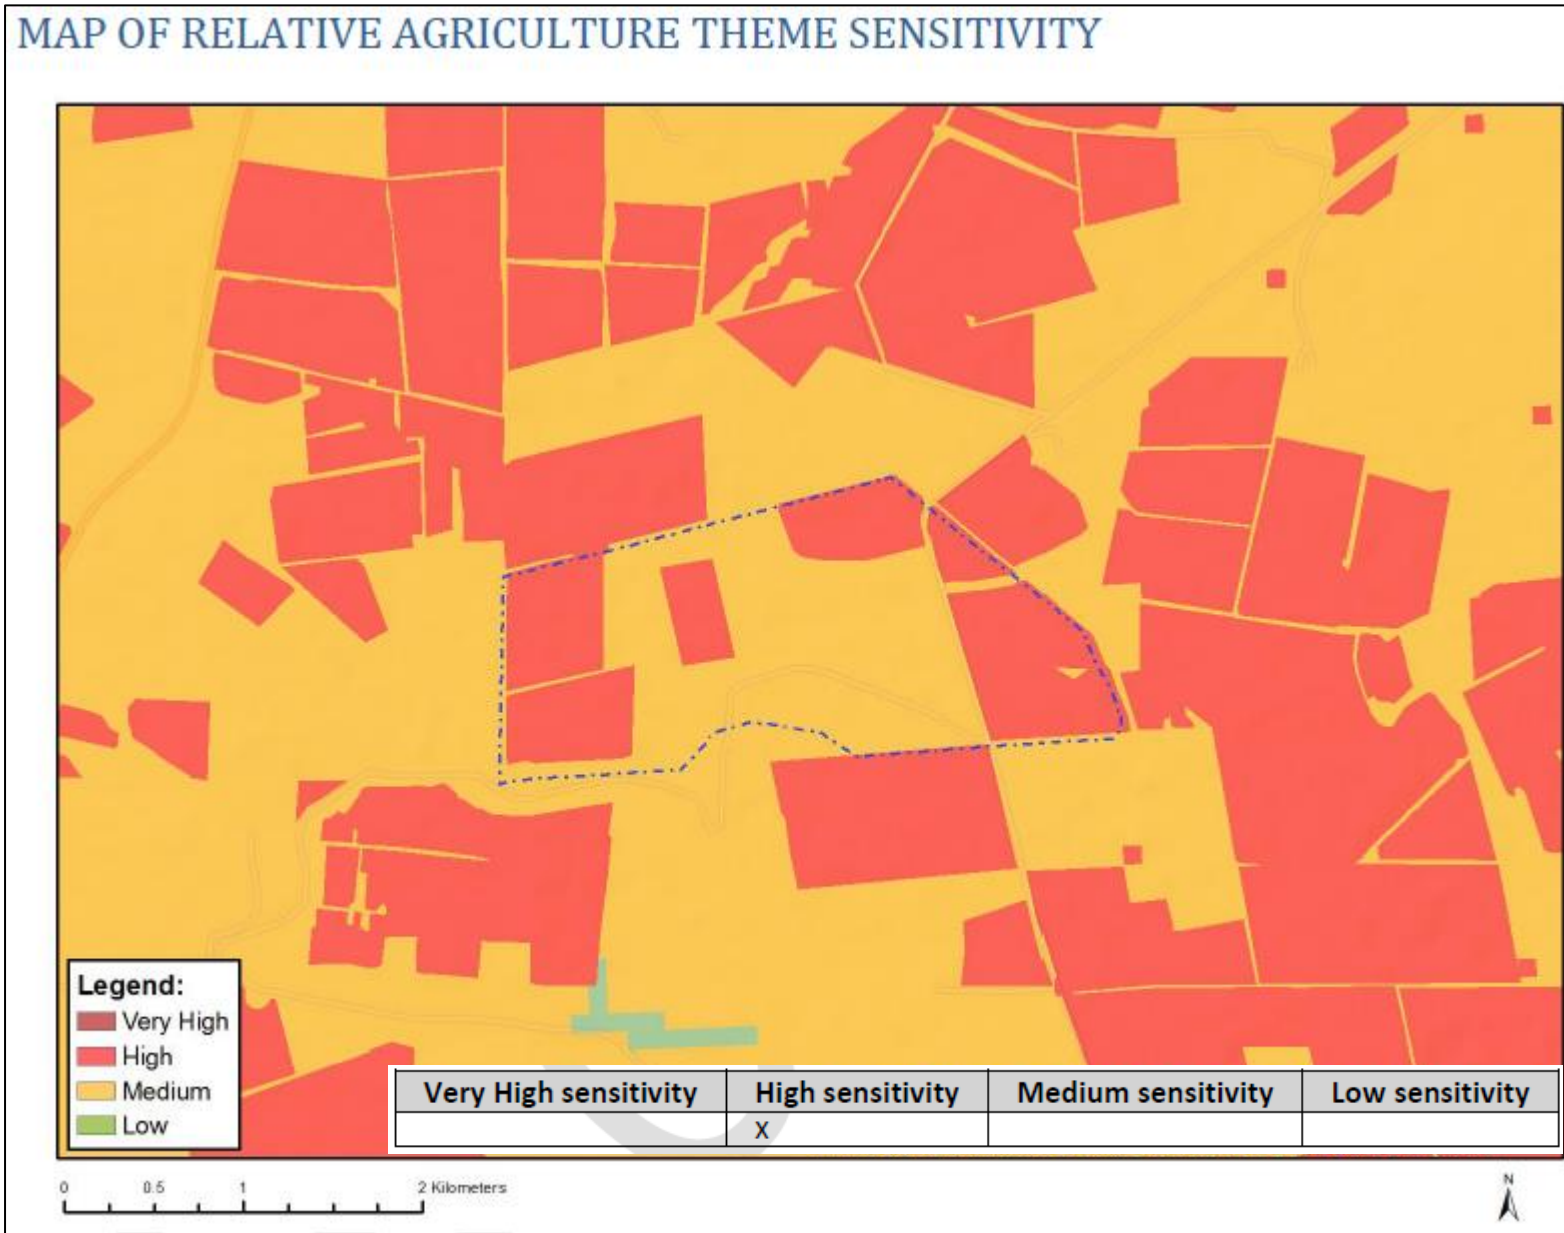 MAP OF RELATIVE AGRICULTURE THEME SENSITIVITY
Legend:
Very High
High
Medium
Low
Very High sensitivity High sensitivity Medium sensitivity Low sensitivity
X
0 0.5 1 2 Kilometers
N